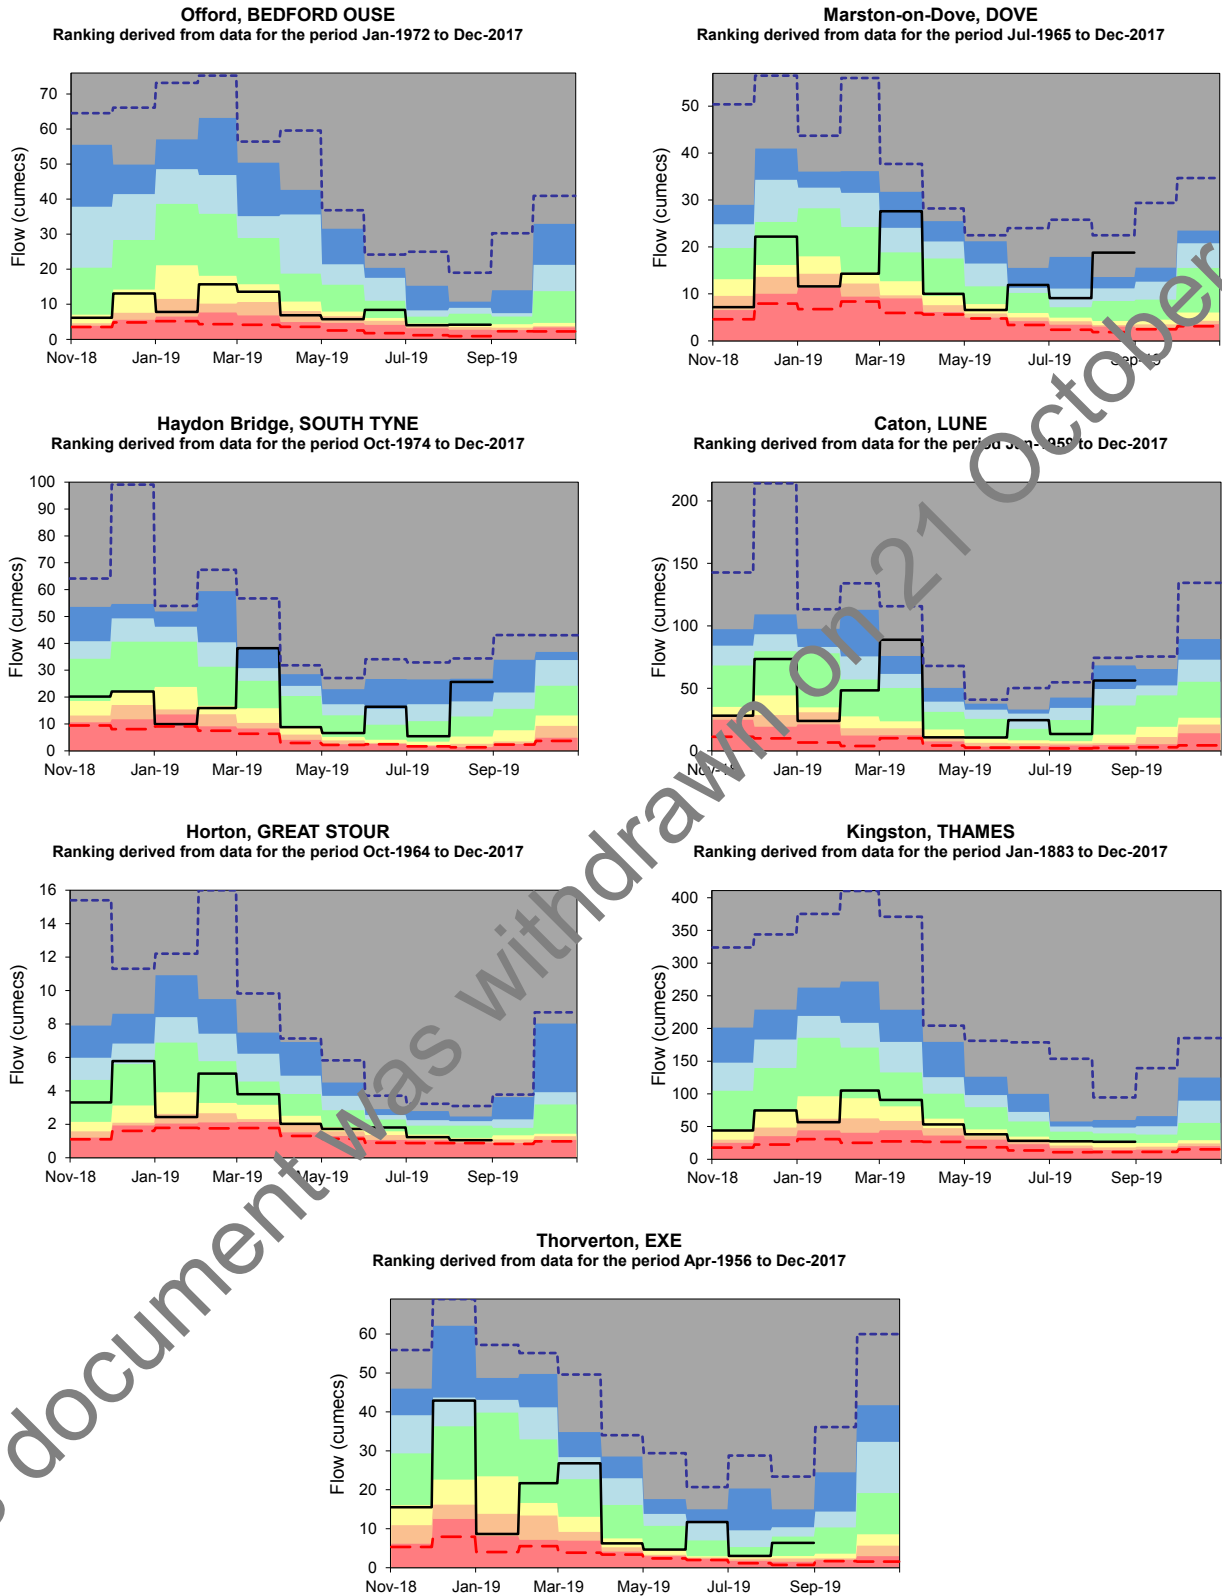 Offord, BEDFORD OUSE
Ranking derived from data for the period Jan-1972 to Dec-2017
Flow (cumecs)
70
60
50
40
30
20
10
0
Nov-18 Jan-19 Mar-19 May-19 Jul-19 Sep-19
Marston-on-Dove, DOVE
Ranking derived from data for the period Jul-1965 to Dec-2017
Flow (cumecs)
50
40
30
20
10
0
Nov-18 Jan-19 Mar-19 May-19 Jul-19 Sep-19
Haydon Bridge, SOUTH TYNE
Ranking derived from data for the period Oct-1974 to Dec-2017
Flow (cumecs)
100
90
80
70
60
50
40
30
20
10
0
Nov-18 Jan-19 Mar-19 May-19 Jul-19 Sep-19
Caton, LUNE
Ranking derived from data for the period Jan-1959 to Dec-2017
Flow (cumecs)
200
150
100
50
0
Nov-18 Jan-19 Mar-19 May-19 Jul-19 Sep-19
Horton, GREAT STOUR
Ranking derived from data for the period Oct-1964 to Dec-2017
Flow (cumecs)
16
14
12
10
8
6
4
2
0
Nov-18 Jan-19 Mar-19 May-19 Jul-19 Sep-19
Kingston, THAMES
Ranking derived from data for the period Jan-1883 to Dec-2017
Flow (cumecs)
400
350
300
250
200
150
100
50
0
Nov-18 Jan-19 Mar-19 May-19 Jul-19 Sep-19
Thorverton, EXE
Ranking derived from data for the period Apr-1956 to Dec-2017
Flow (cumecs)
60
50
40
30
20
10
0
Nov-18 Jan-19 Mar-19 May-19 Jul-19 Sep-19
document was withdrawn on 21 October